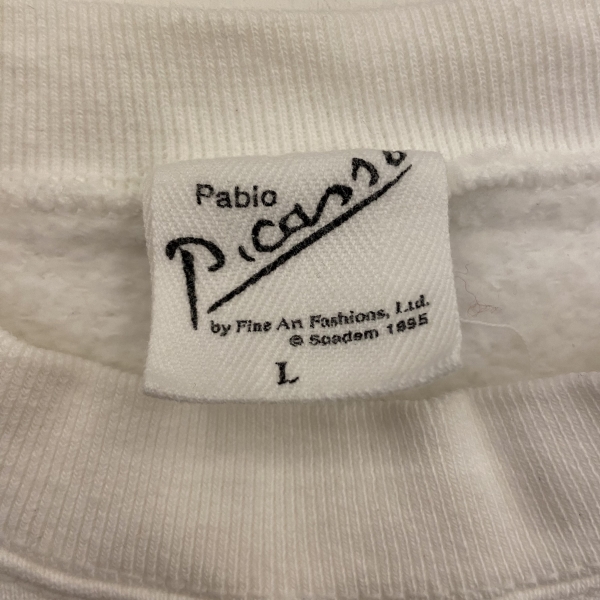 Pablo
Picasso
by Fine Art Fashions, Ltd.
© Spadem 1995
L